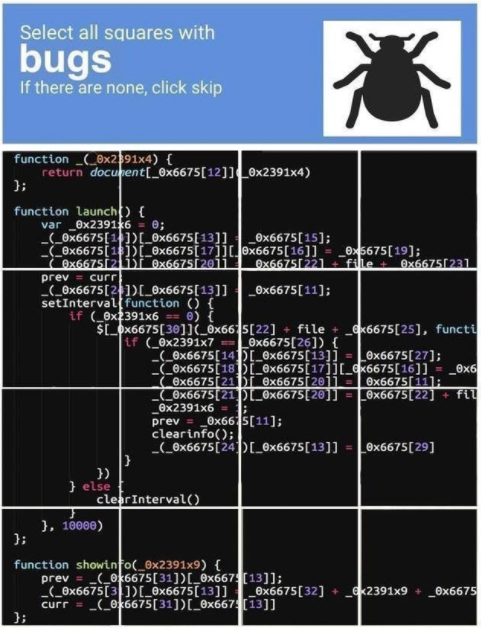 Select all squares with
bugs
If there are none, click skip
function _(_0x2391x4) {
return document[_0x6675[12]](_0x2391x4)
};
function launch() {
var _0x2391x6 = 0;
_(_0x6675[14])[_0x6675[13]] = _0x6675[15];
_(_0x6675[18])[_0x6675[17]][_0x6675[16]] = _0x6675[19];
_(_0x6675[21])[_0x6675[20]] = _0x6675[22] + file + _0x6675[23]
prev = curr;
_(_0x6675[24])[_0x6675[13]] = _0x6675[11];
setInterval(function () {
if (_0x2391x6 == 0) {
$[_0x6675[30]](_0x6675[22] + file + _0x6675[25], functi
if (_0x2391x7 == _0x6675[26]) {
_(_0x6675[14])[_0x6675[13]] = _0x6675[27];
_(_0x6675[18])[_0x6675[17]][_0x6675[16]] = _0x6
_(_0x6675[21])[_0x6675[20]] = _0x6675[11];
_(_0x6675[21])[_0x6675[20]] = _0x6675[22] + fil
_0x2391x6 = 1;
prev = _0x6675[11];
clearinfo();
_(_0x6675[24])[_0x6675[13]] = _0x6675[29]
}
})
} else {
clearInterval()
}
}, 10000)
};
function showinfo(_0x2391x9) {
prev = _(_0x6675[31])[_0x6675[13]];
_(_0x6675[31])[_0x6675[13]] = _0x6675[32] + _0x2391x9 + _0x6675
curr = _(_0x6675[31])[_0x6675[13]]
};